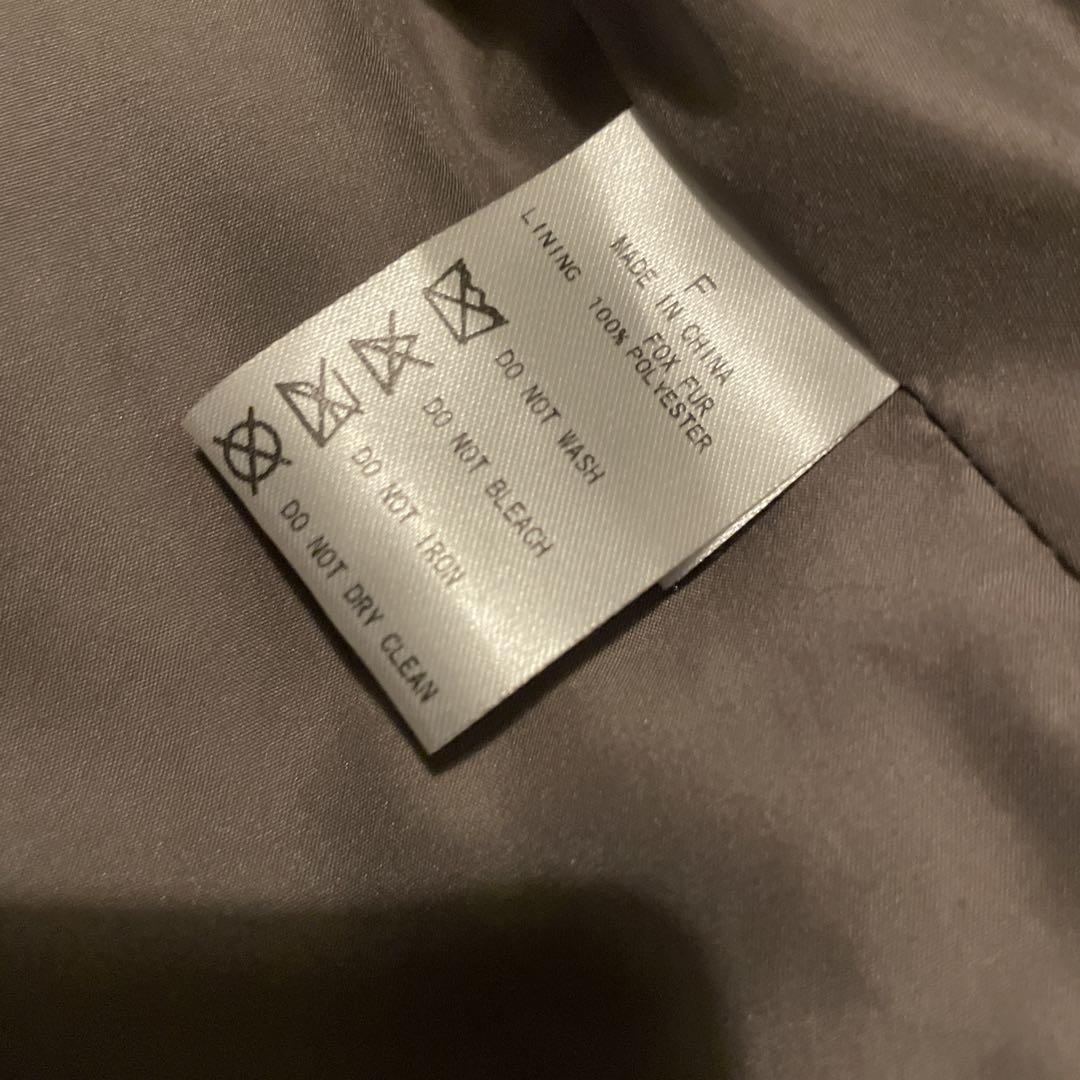 F
MADE IN CHINA
FOX FUR
LINING 100% POLYESTER
DO NOT WASH
DO NOT BLEACH
DO NOT IRON
DO NOT DRY CLEAN